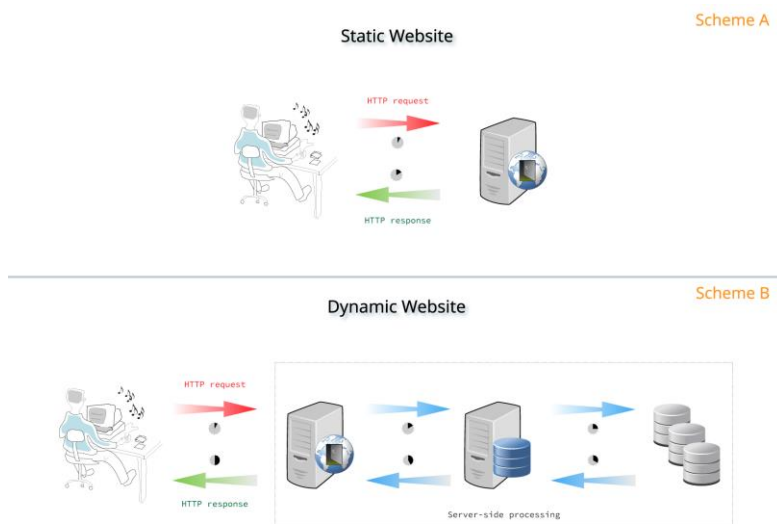 Scheme A
Static Website
HTTP request
HTTP response
Scheme B
Dynamic Website
HTTP request
HTTP response
Server-side processing